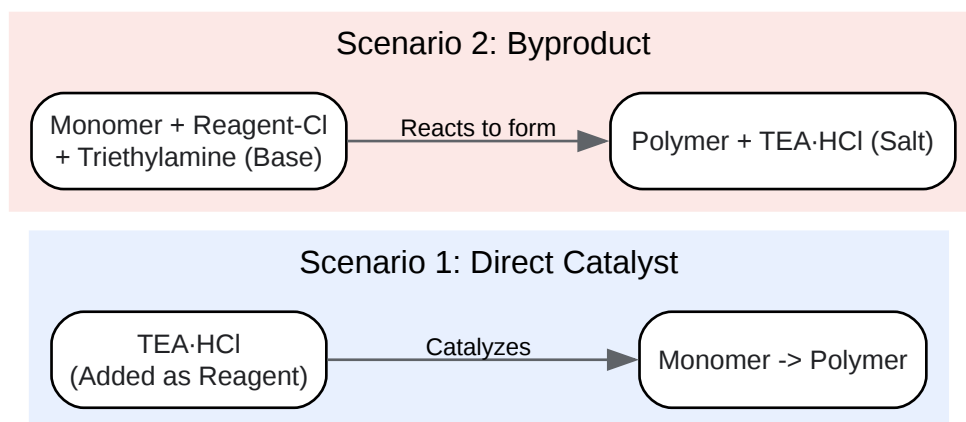 Scenario 2: Byproduct
Monomer + Reagent-Cl
+ Triethylamine (Base)
Reacts to form
Polymer + TEA·HCl (Salt)
Scenario 1: Direct Catalyst
TEA·HCl
(Added as Reagent)
Catalyzes
Monomer -> Polymer